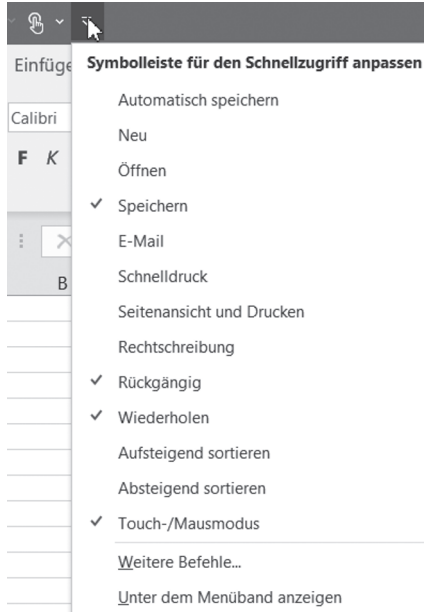 Einfüge
Symbolleiste für den Schnellzugriff anpassen
Automatisch speichern
Calibri
Neu
F K
Öffnen
Speichern
E-Mail
B
Schnelldruck
Seitenansicht und Drucken
Rechtschreibung
Rückgängig
Wiederholen
Aufsteigend sortieren
Absteigend sortieren
Touch-/Mausmodus
Weitere Befehle...
Unter dem Menüband anzeigen